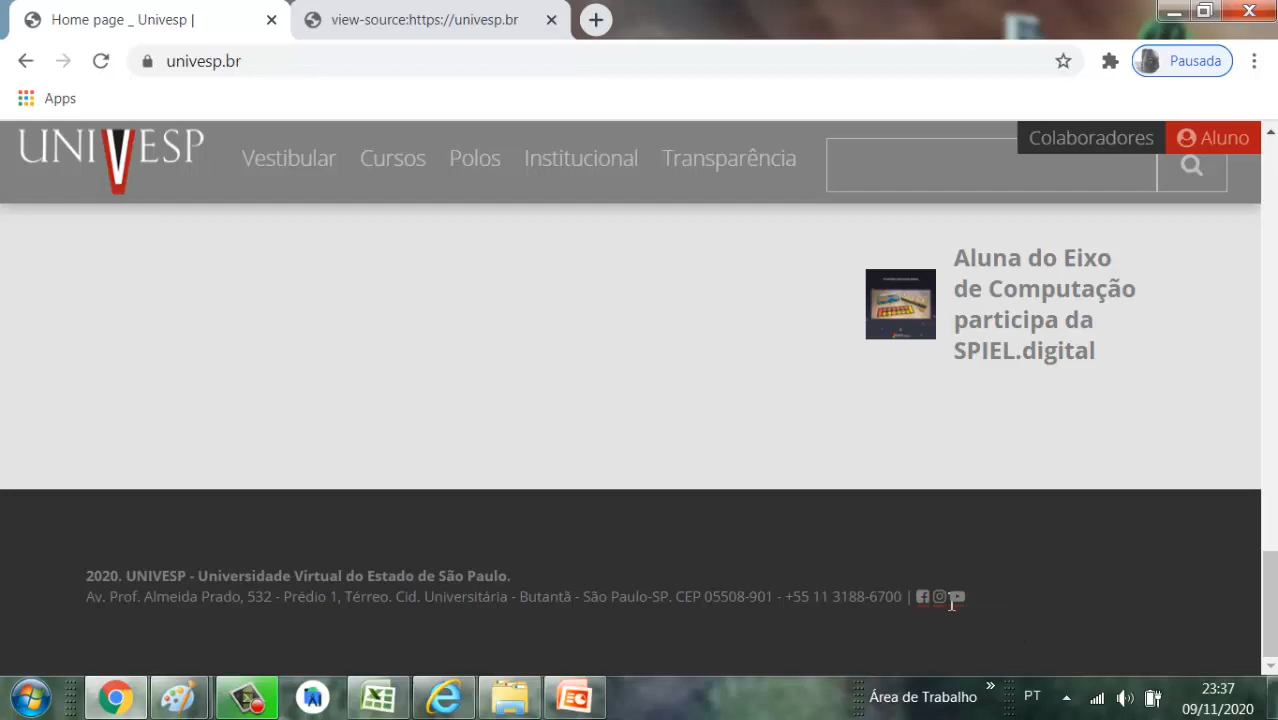 Home page _ Univesp |
view-source:https://univesp.br
univesp.br
Pausada
Apps
UNIVESP
Vestibular
Cursos
Polos
Institucional
Transparência
Colaboradores
Aluno
Aluna do Eixo
de Computação
participa da
SPIEL.digital
2020. UNIVESP - Universidade Virtual do Estado de São Paulo.
Av. Prof. Almeida Prado, 532 - Prédio 1, Térreo. Cid. Universitária - Butantã - São Paulo-SP. CEP 05508-901 - +55 11 3188-6700 |
Área de Trabalho
PT
23:37
09/11/2020